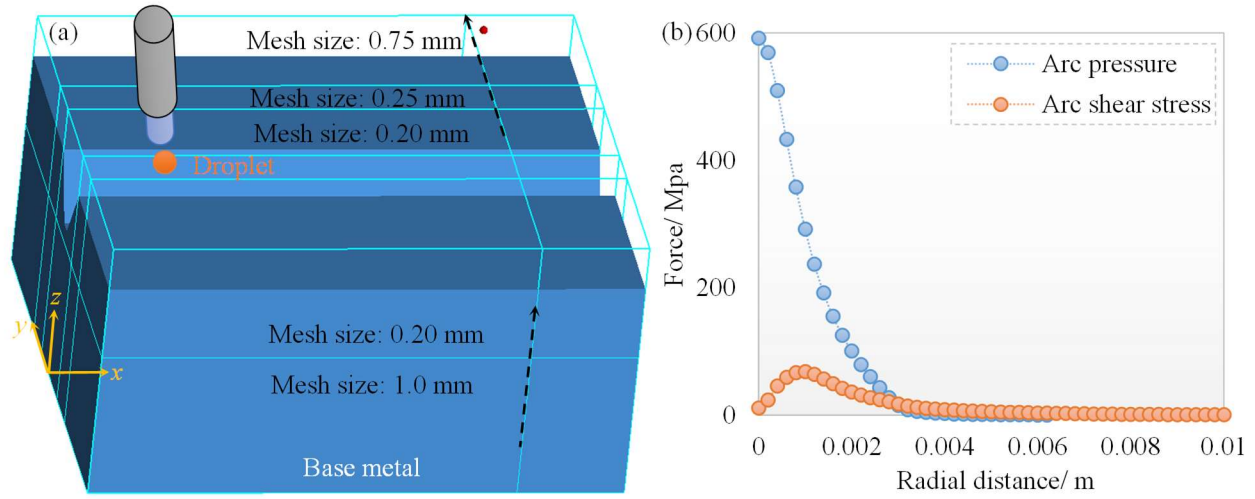 (a)
Mesh size: 0.75 mm
Mesh size: 0.25 mm
Mesh size: 0.20 mm
Droplet
z
y
x
Mesh size: 0.20 mm
Mesh size: 1.0 mm
Base metal
(b)
600
400
200
0
Force/ Mpa
Arc pressure
Arc shear stress
0 0.002 0.004 0.006 0.008 0.01
Radial distance/ m